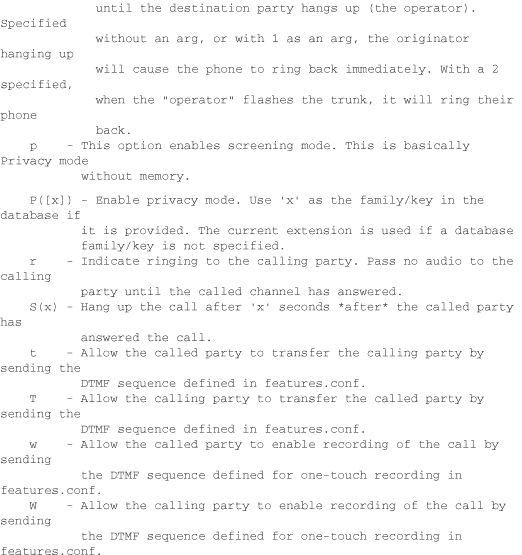 until the destination party hangs up (the operator).
Specified
without an arg, or with 1 as an arg, the originator
hanging up
will cause the phone to ring back immediately. With a 2
specified,
when the "operator" flashes the trunk, it will ring their
phone
back.
p - This option enables screening mode. This is basically
Privacy mode
without memory.
P([x]) - Enable privacy mode. Use 'x' as the family/key in the
database if
it is provided. The current extension is used if a database
family/key is not specified.
r - Indicate ringing to the calling party. Pass no audio to the
calling
party until the called channel has answered.
S(x) - Hang up the call after 'x' seconds *after* the called party
has
answered the call.
t - Allow the called party to transfer the calling party by
sending the
DTMF sequence defined in features.conf.
T - Allow the calling party to transfer the called party by
sending the
DTMF sequence defined in features.conf.
w - Allow the called party to enable recording of the call by
sending
the DTMF sequence defined for one-touch recording in
features.conf.
W - Allow the calling party to enable recording of the call by
sending
the DTMF sequence defined for one-touch recording in
features.conf.